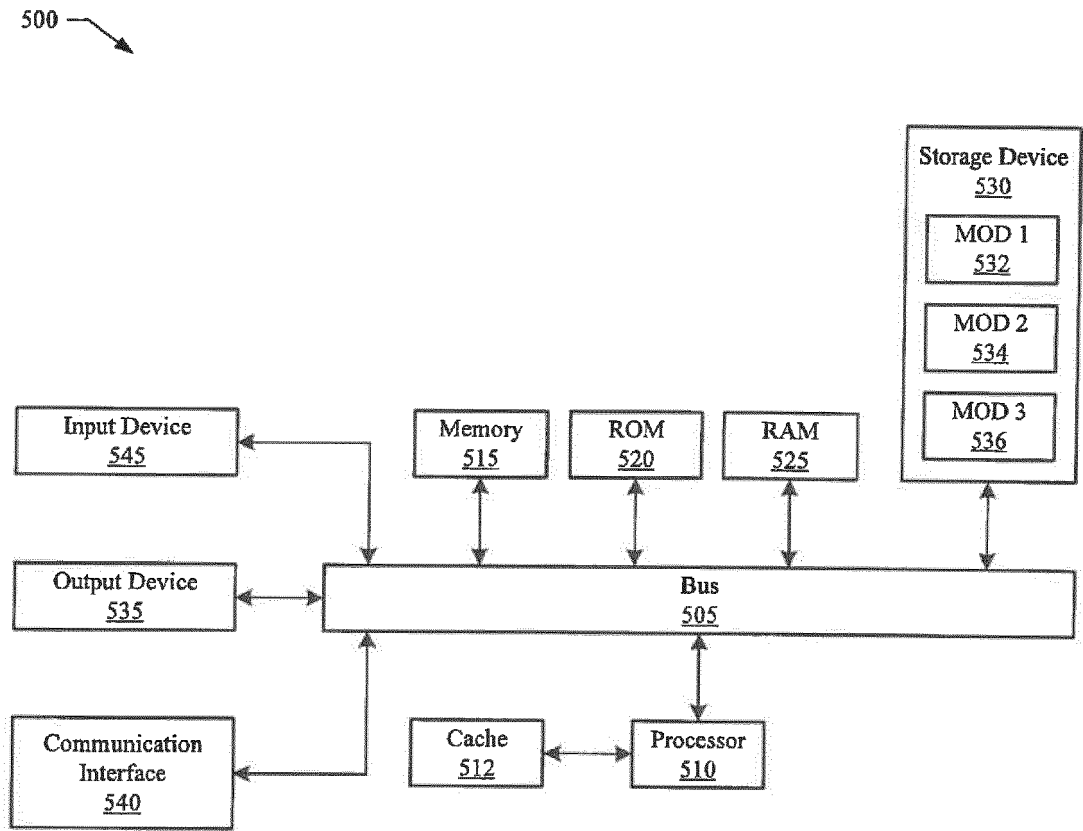 500
Storage Device
530
MOD 1
532
MOD 2
534
MOD 3
536
Input Device
545
Memory
515
ROM
520
RAM
525
Output Device
535
Bus
505
Communication
Interface
540
Cache
512
Processor
510